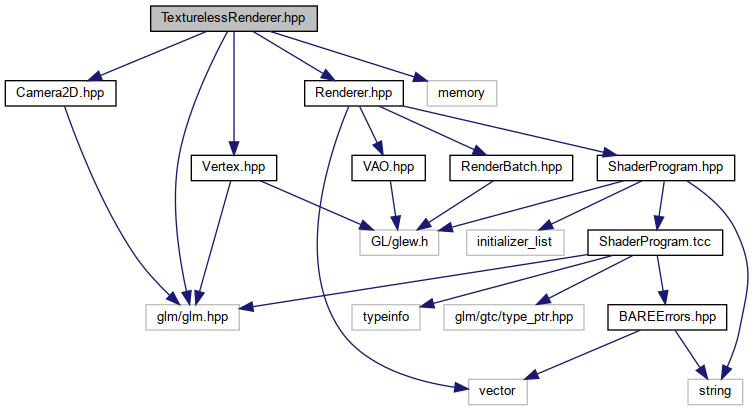 TexturelessRenderer.hpp
Camera2D.hpp
Renderer.hpp
memory
Vertex.hpp
VAO.hpp
RenderBatch.hpp
ShaderProgram.hpp
GL/glew.h
initializer_list
ShaderProgram.tcc
glm/glm.hpp
typeinfo
glm/gtc/type_ptr.hpp
BAREErrors.hpp
vector
string